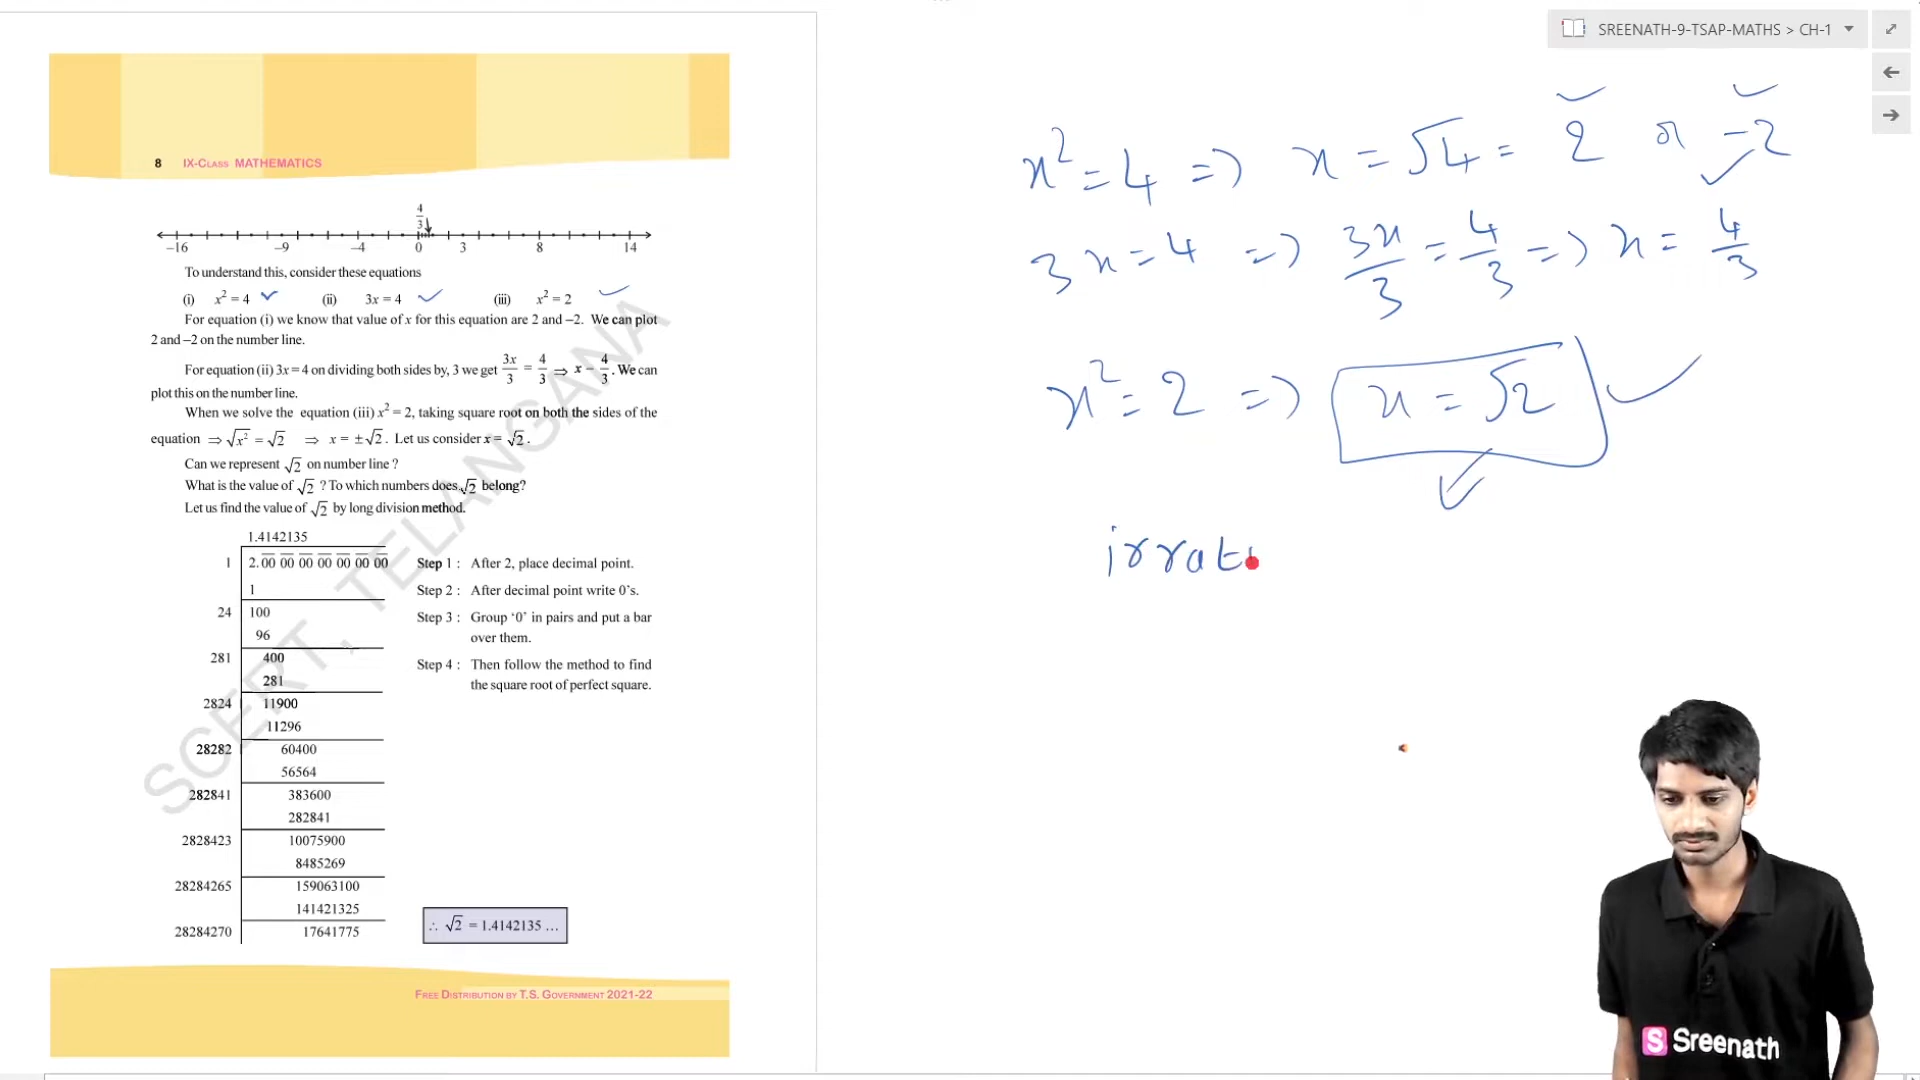 SREENATH-9-TSAP-MATHS > CH-1
8 IX-CLASS MATHEMATICS
4/3
–16 –9 –4 0 3 8 14
To understand this, consider these equations
(i) x² = 4 (ii) 3x = 4 (iii) x² = 2
For equation (i) we know that value of x for this equation are 2 and –2. We can plot
2 and –2 on the number line.
For equation (ii) 3x = 4 on dividing both sides by, 3 we get 3x/3 = 4/3 ⇒ x – 4/3 . We can
plot this on the number line.
When we solve the equation (iii) x² = 2, taking square root on both the sides of the
equation ⇒ √x² = √2 ⇒ x = ±√2 . Let us consider x = √2 .
Can we represent √2 on number line ?
What is the value of √2 ? To which numbers does √2 belong?
Let us find the value of √2 by long division method.
1.4142135
1 2. 00 00 00 00 00 00 00
1
24 100
96
281 400
281
2824 11900
11296
28282 60400
56564
282841 383600
282841
2828423 10075900
8485269
28284265 159063100
141421325
28284270 17641775
Step 1 : After 2, place decimal point.
Step 2 : After decimal point write 0’s.
Step 3 : Group ‘0’ in pairs and put a bar
over them.
Step 4 : Then follow the method to find
the square root of perfect square.
∴ √2 = 1.4142135 ...
FREE DISTRIBUTION BY T.S. GOVERNMENT 2021-22
SCERT, TELANGANA
x² = 4 => x = √4 = 2 or -2
3x = 4 => 3x/3 = 4/3 => x = 4/3
x² = 2 => x = √2
irrat
S Sreenath